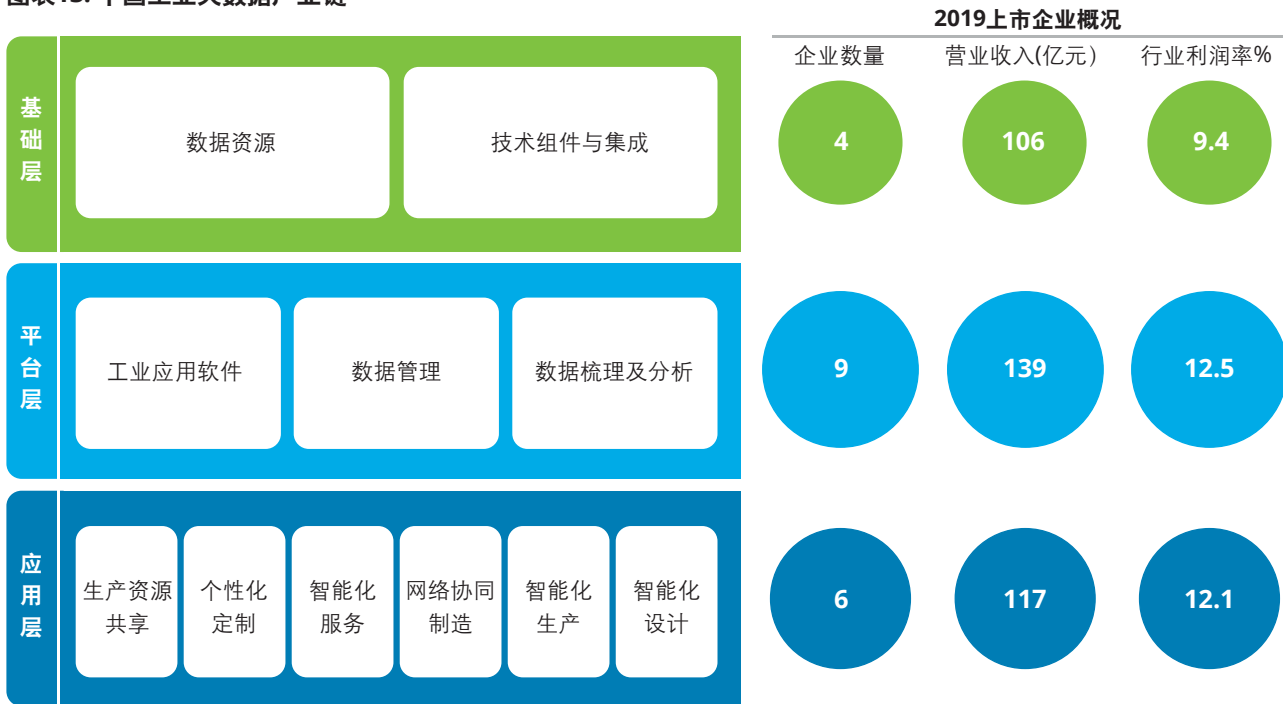 2019上市企业概况
企业数量 营业收入(亿元) 行业利润率%
基础层
数据资源
技术组件与集成
4 106 9.4
平台层
工业应用软件
数据管理
数据梳理及分析
9 139 12.5
应用层
生产资源
共享
个性化
定制
智能化
服务
网络协同
制造
智能化
生产
智能化
设计
6 117 12.1